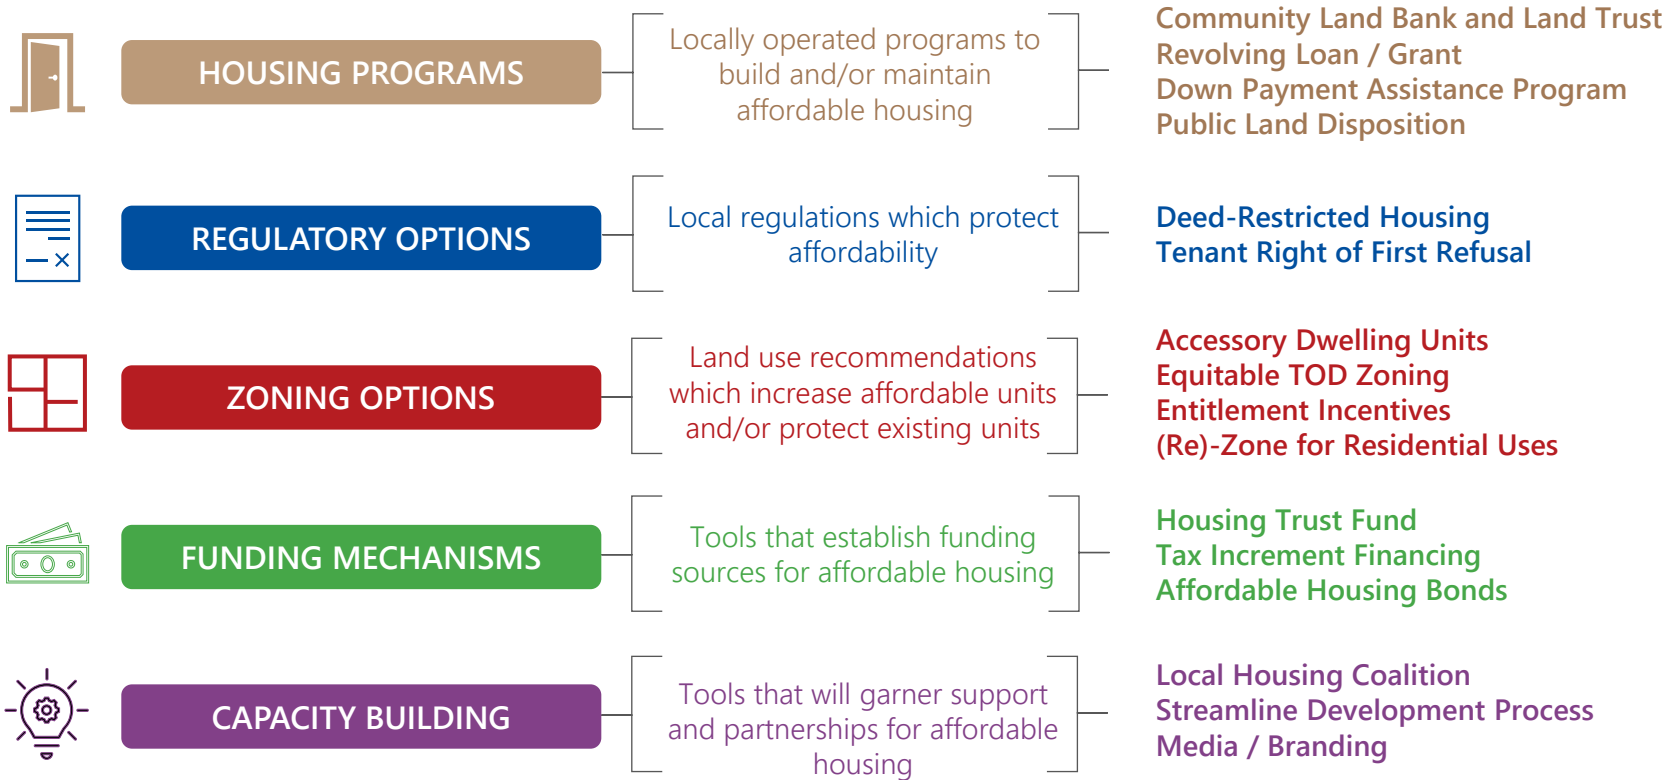 HOUSING PROGRAMS
Locally operated programs to
build and/or maintain
affordable housing
Community Land Bank and Land Trust
Revolving Loan / Grant
Down Payment Assistance Program
Public Land Disposition
REGULATORY OPTIONS
Local regulations which protect
affordability
Deed-Restricted Housing
Tenant Right of First Refusal
ZONING OPTIONS
Land use recommendations
which increase affordable units
and/or protect existing units
Accessory Dwelling Units
Equitable TOD Zoning
Entitlement Incentives
(Re)-Zone for Residential Uses
FUNDING MECHANISMS
Tools that establish funding
sources for affordable housing
Housing Trust Fund
Tax Increment Financing
Affordable Housing Bonds
CAPACITY BUILDING
Tools that will garner support
and partnerships for affordable
housing
Local Housing Coalition
Streamline Development Process
Media / Branding